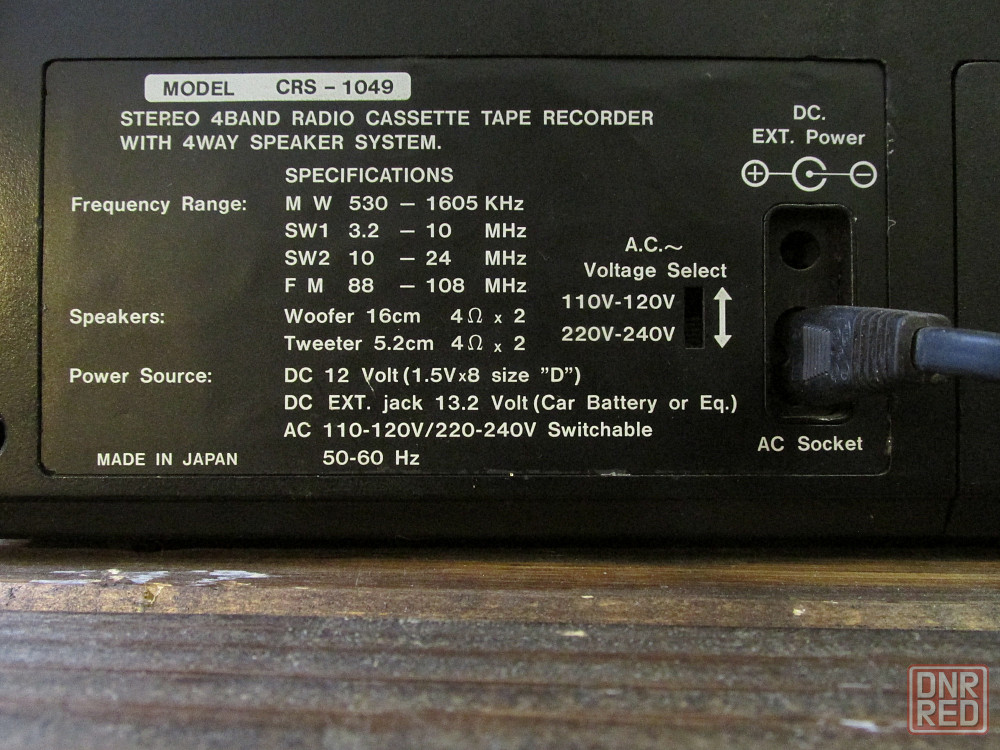 MODEL CRS - 1049
STEREO 4BAND RADIO CASSETTE TAPE RECORDER
WITH 4WAY SPEAKER SYSTEM.
SPECIFICATIONS
Frequency Range: M W 530 - 1605 KHz
SW1 3.2 - 10 MHz
SW2 10 - 24 MHz
F M 88 - 108 MHz
Speakers: Woofer 16cm 4Ω x 2
Tweeter 5.2cm 4Ω x 2
Power Source: DC 12 Volt (1.5Vx8 size "D")
DC EXT. jack 13.2 Volt (Car Battery or Eq.)
AC 110-120V/220-240V Switchable
MADE IN JAPAN 50-60 Hz
A.C.~
Voltage Select
110V-120V
220V-240V
DC.
EXT. Power
+ -
AC Socket
DNR
RED